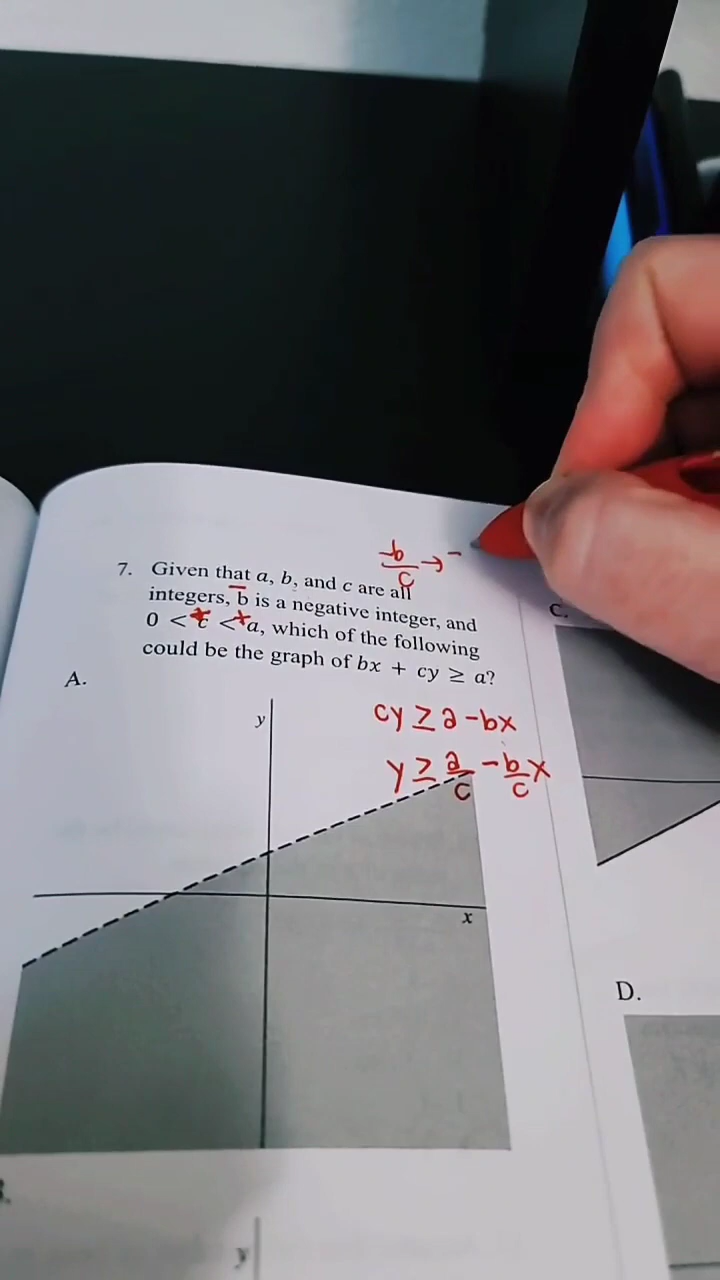 -b/c → -
7. Given that a, b, and c are all
integers, b is a negative integer, and
0 < c < a, which of the following
could be the graph of bx + cy ≥ a?
A.
y
cy ≥ a - bx
y ≥ a/c - b/c x
x
y
C.
D.